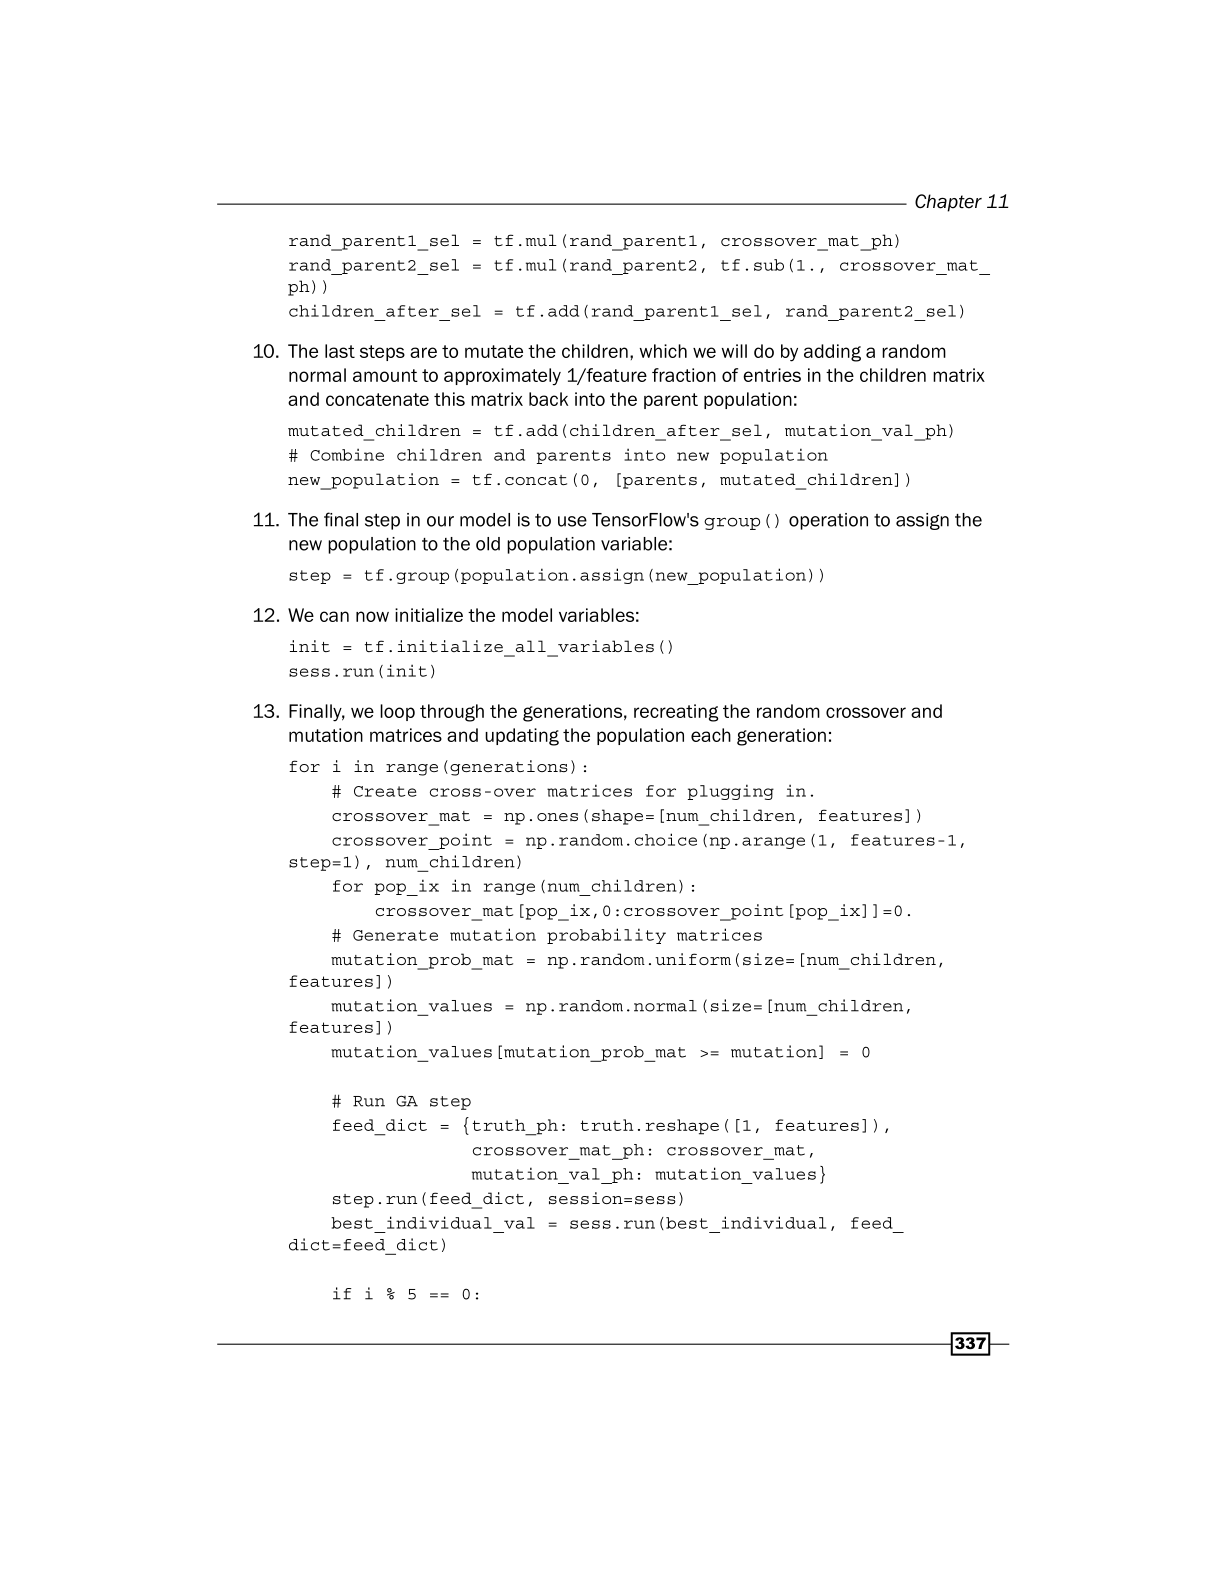 Chapter 11
rand_parent1_sel = tf.mul(rand_parent1, crossover_mat_ph)
rand_parent2_sel = tf.mul(rand_parent2, tf.sub(1., crossover_mat_
ph))
children_after_sel = tf.add(rand_parent1_sel, rand_parent2_sel)
10. The last steps are to mutate the children, which we will do by adding a random
normal amount to approximately 1/feature fraction of entries in the children matrix
and concatenate this matrix back into the parent population:
mutated_children = tf.add(children_after_sel, mutation_val_ph)
# Combine children and parents into new population
new_population = tf.concat(0, [parents, mutated_children])
11. The final step in our model is to use TensorFlow's group() operation to assign the
new population to the old population variable:
step = tf.group(population.assign(new_population))
12. We can now initialize the model variables:
init = tf.initialize_all_variables()
sess.run(init)
13. Finally, we loop through the generations, recreating the random crossover and
mutation matrices and updating the population each generation:
for i in range(generations):
    # Create cross-over matrices for plugging in.
    crossover_mat = np.ones(shape=[num_children, features])
    crossover_point = np.random.choice(np.arange(1, features-1,
step=1), num_children)
    for pop_ix in range(num_children):
        crossover_mat[pop_ix,0:crossover_point[pop_ix]]=0.
    # Generate mutation probability matrices
    mutation_prob_mat = np.random.uniform(size=[num_children,
features])
    mutation_values = np.random.normal(size=[num_children,
features])
    mutation_values[mutation_prob_mat >= mutation] = 0
    # Run GA step
    feed_dict = {truth_ph: truth.reshape([1, features]),
                 crossover_mat_ph: crossover_mat,
                 mutation_val_ph: mutation_values}
    step.run(feed_dict, session=sess)
    best_individual_val = sess.run(best_individual, feed_
dict=feed_dict)
    if i % 5 == 0:
337